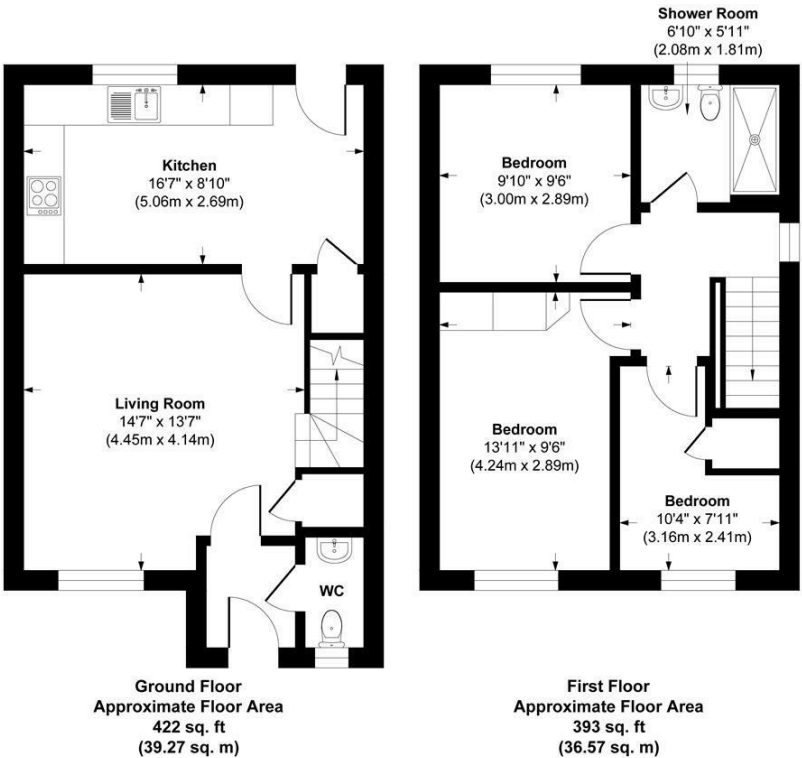 Shower Room
6'10" x 5'11"
(2.08m x 1.81m)
Kitchen
16'7" x 8'10"
(5.06m x 2.69m)
Bedroom
9'10" x 9'6"
(3.00m x 2.89m)
Living Room
14'7" x 13'7"
(4.45m x 4.14m)
Bedroom
13'11" x 9'6"
(4.24m x 2.89m)
Bedroom
10'4" x 7'11"
(3.16m x 2.41m)
WC
Ground Floor
Approximate Floor Area
422 sq. ft
(39.27 sq. m)
First Floor
Approximate Floor Area
393 sq. ft
(36.57 sq. m)